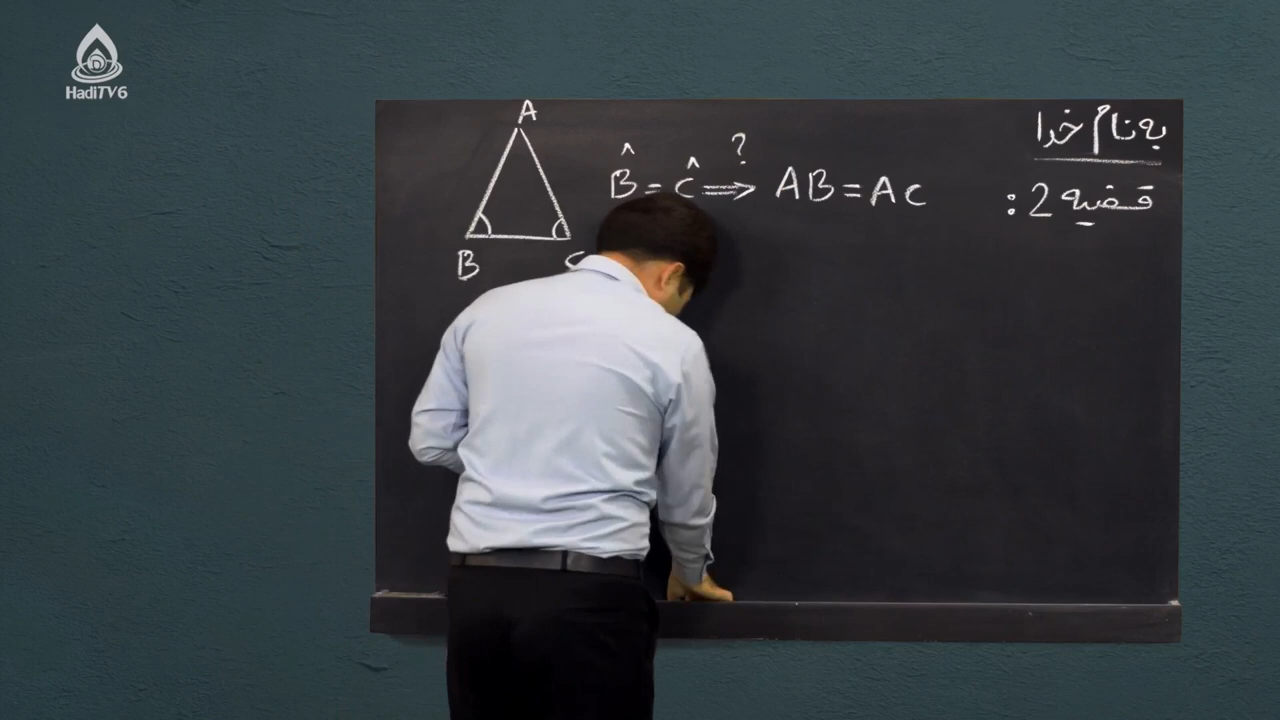 HadiTV6
به نام خدا
قضیه 2 :
A
B̂ = Ĉ ⇒ AB = AC
?
B C